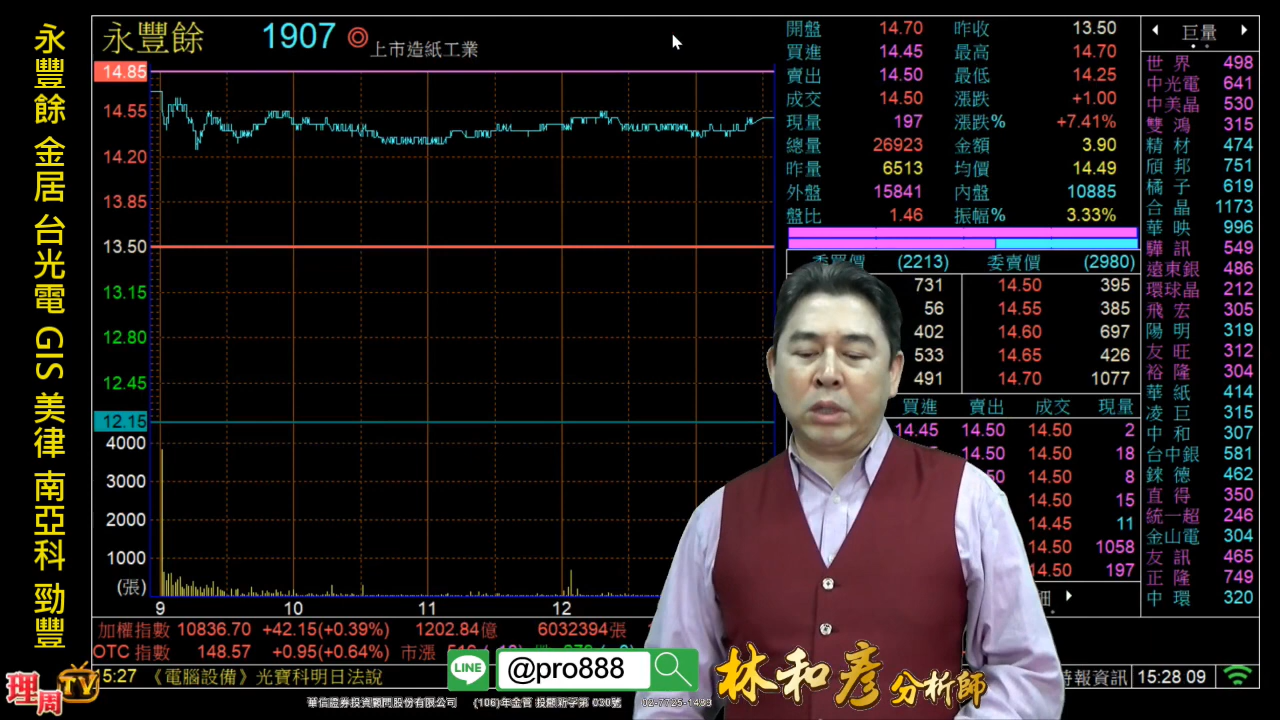 永豐餘 金居 台光電 GIS 美律 南亞科 勁豐
永豐餘 1907 ◎ 上市造紙工業
14.85
14.55
14.20
13.85
13.50
13.15
12.80
12.45
12.15
4000
3000
2000
1000
(張)
9 10 11 12
開盤 14.70 昨收 13.50
買進 14.45 最高 14.70
賣出 14.50 最低 14.25
成交 14.50 漲跌 +1.00
現量 197 漲跌% +7.41%
總量 26923 金額 3.90
昨量 6513 均價 14.49
外盤 15841 內盤 10885
盤比 1.46 振幅% 3.33%
委買價 (2213) 委賣價 (2980)
731 14.50 395
56 14.55 385
402 14.60 697
533 14.65 426
491 14.70 1077
買進 賣出 成交 現量
14.45 14.50 14.50 2
14.50 18
50 14.50 8
14.50 15
14.45 11
14.50 1058
14.50 197
巨量
世界 498
中光電 641
中美晶 530
雙鴻 315
精材 474
頎邦 751
橘子 619
合晶 1173
華映 996
驊訊 549
遠東銀 486
環球晶 212
飛宏 305
陽明 319
友旺 312
裕隆 304
華紙 414
凌巨 315
中和 307
台中銀 581
錸德 462
直得 350
統一超 246
金山電 304
友訊 465
正隆 749
中環 320
加權指數 10836.70 +42.15(+0.39%) 1202.84億 6032394張
OTC 指數 148.57 +0.95(+0.64%) 市漲
5:27 《電腦設備》光寶科明日法說
時報資訊 15:28 09
理周TV
LINE @pro888
林和彥 分析師
華信證券投資顧問股份有限公司 (106)年金管 投顧新字第 030號 02-7725-1489